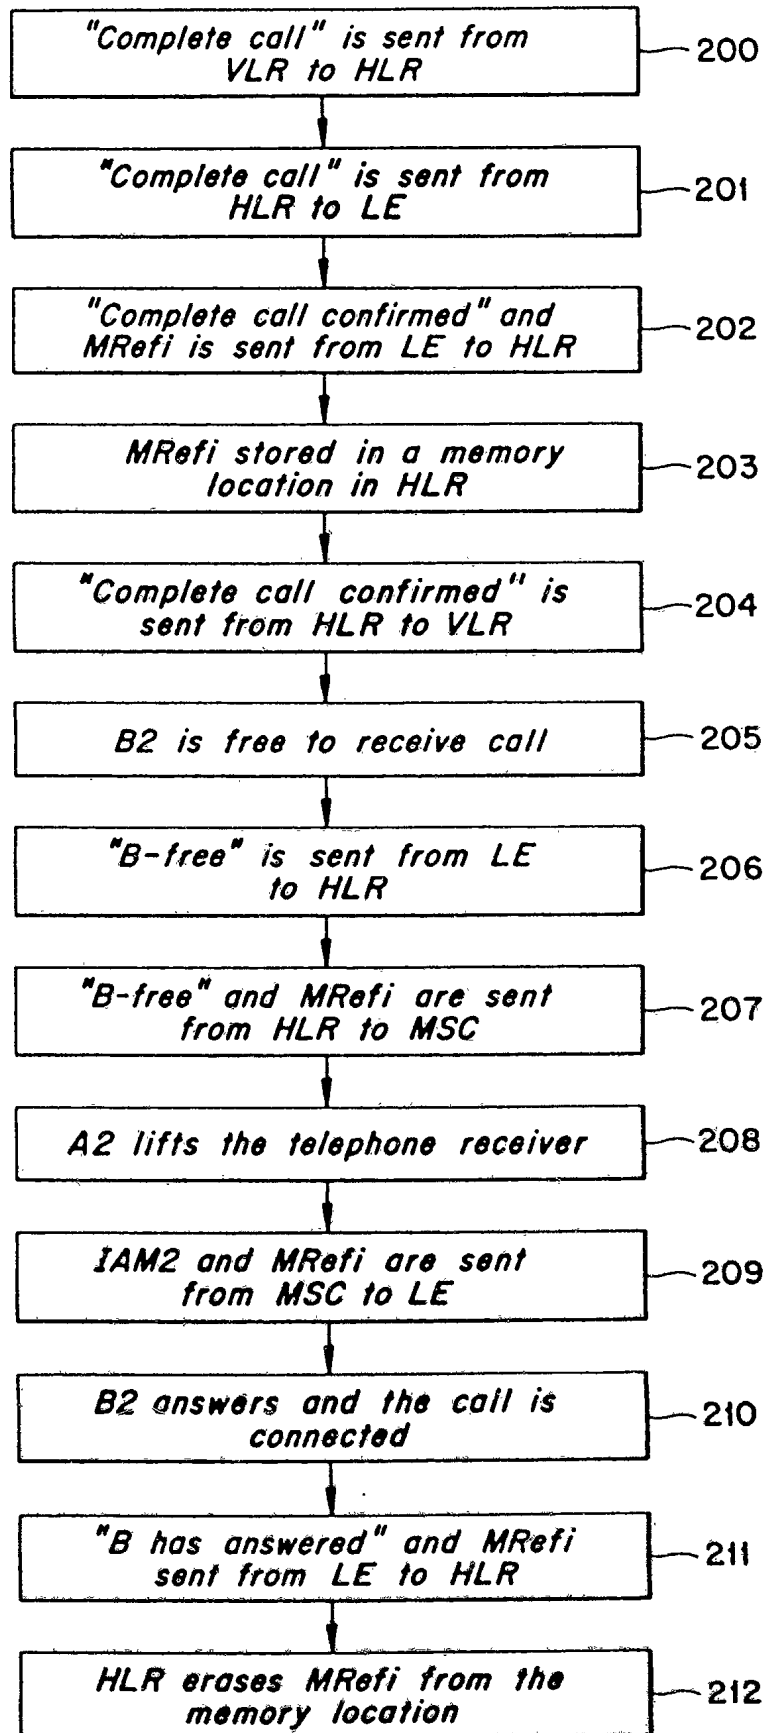 "Complete call" is sent from
VLR to HLR
200
"Complete call" is sent from
HLR to LE
201
"Complete call confirmed" and
MRefi is sent from LE to HLR
202
MRefi stored in a memory
location in HLR
203
"Complete call confirmed" is
sent from HLR to VLR
204
B2 is free to receive call
205
"B-free" is sent from LE
to HLR
206
"B-free" and MRefi are sent
from HLR to MSC
207
A2 lifts the telephone receiver
208
IAM2 and MRefi are sent
from MSC to LE
209
B2 answers and the call is
connected
210
"B has answered" and MRefi
sent from LE to HLR
211
HLR erases MRefi from the
memory location
212